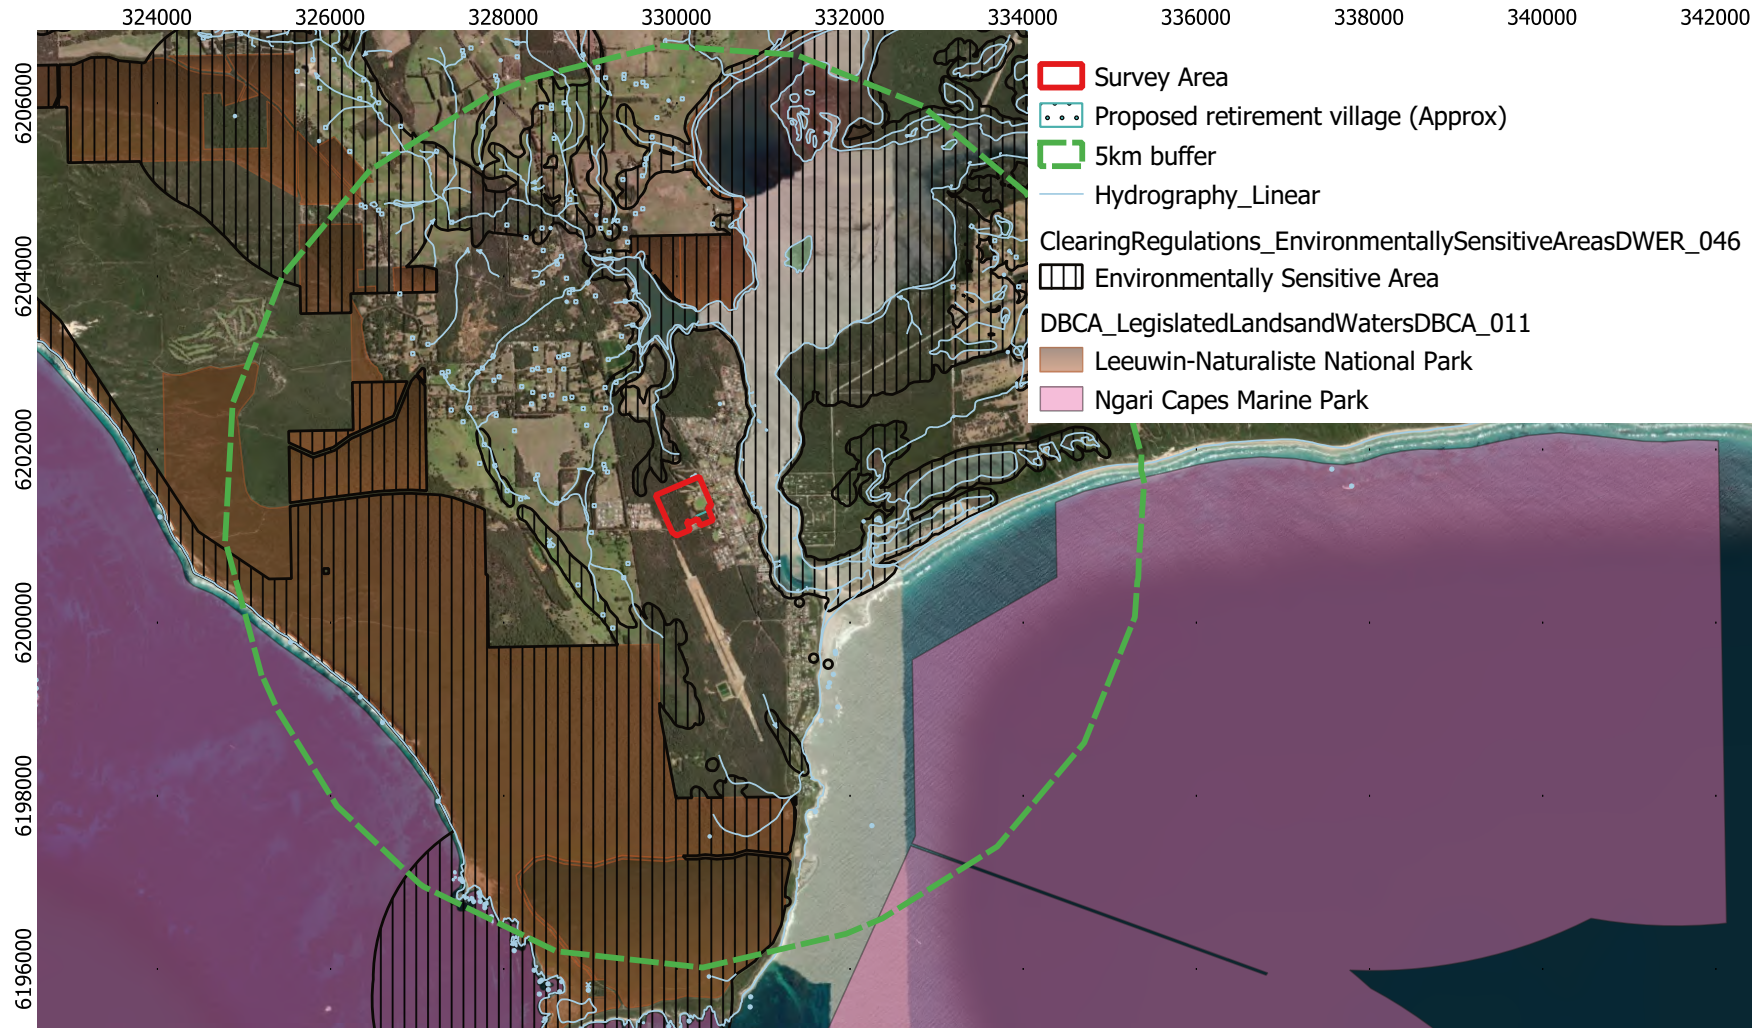 324000 326000 328000 330000 332000 334000 336000 338000 340000 342000
6206000
6204000
6202000
6200000
6198000
6196000
Survey Area
Proposed retirement village (Approx)
5km buffer
Hydrography_Linear
ClearingRegulations_EnvironmentallySensitiveAreasDWER_046
Environmentally Sensitive Area
DBCA_LegislatedLandsandWatersDBCA_011
Leeuwin-Naturaliste National Park
Ngari Capes Marine Park